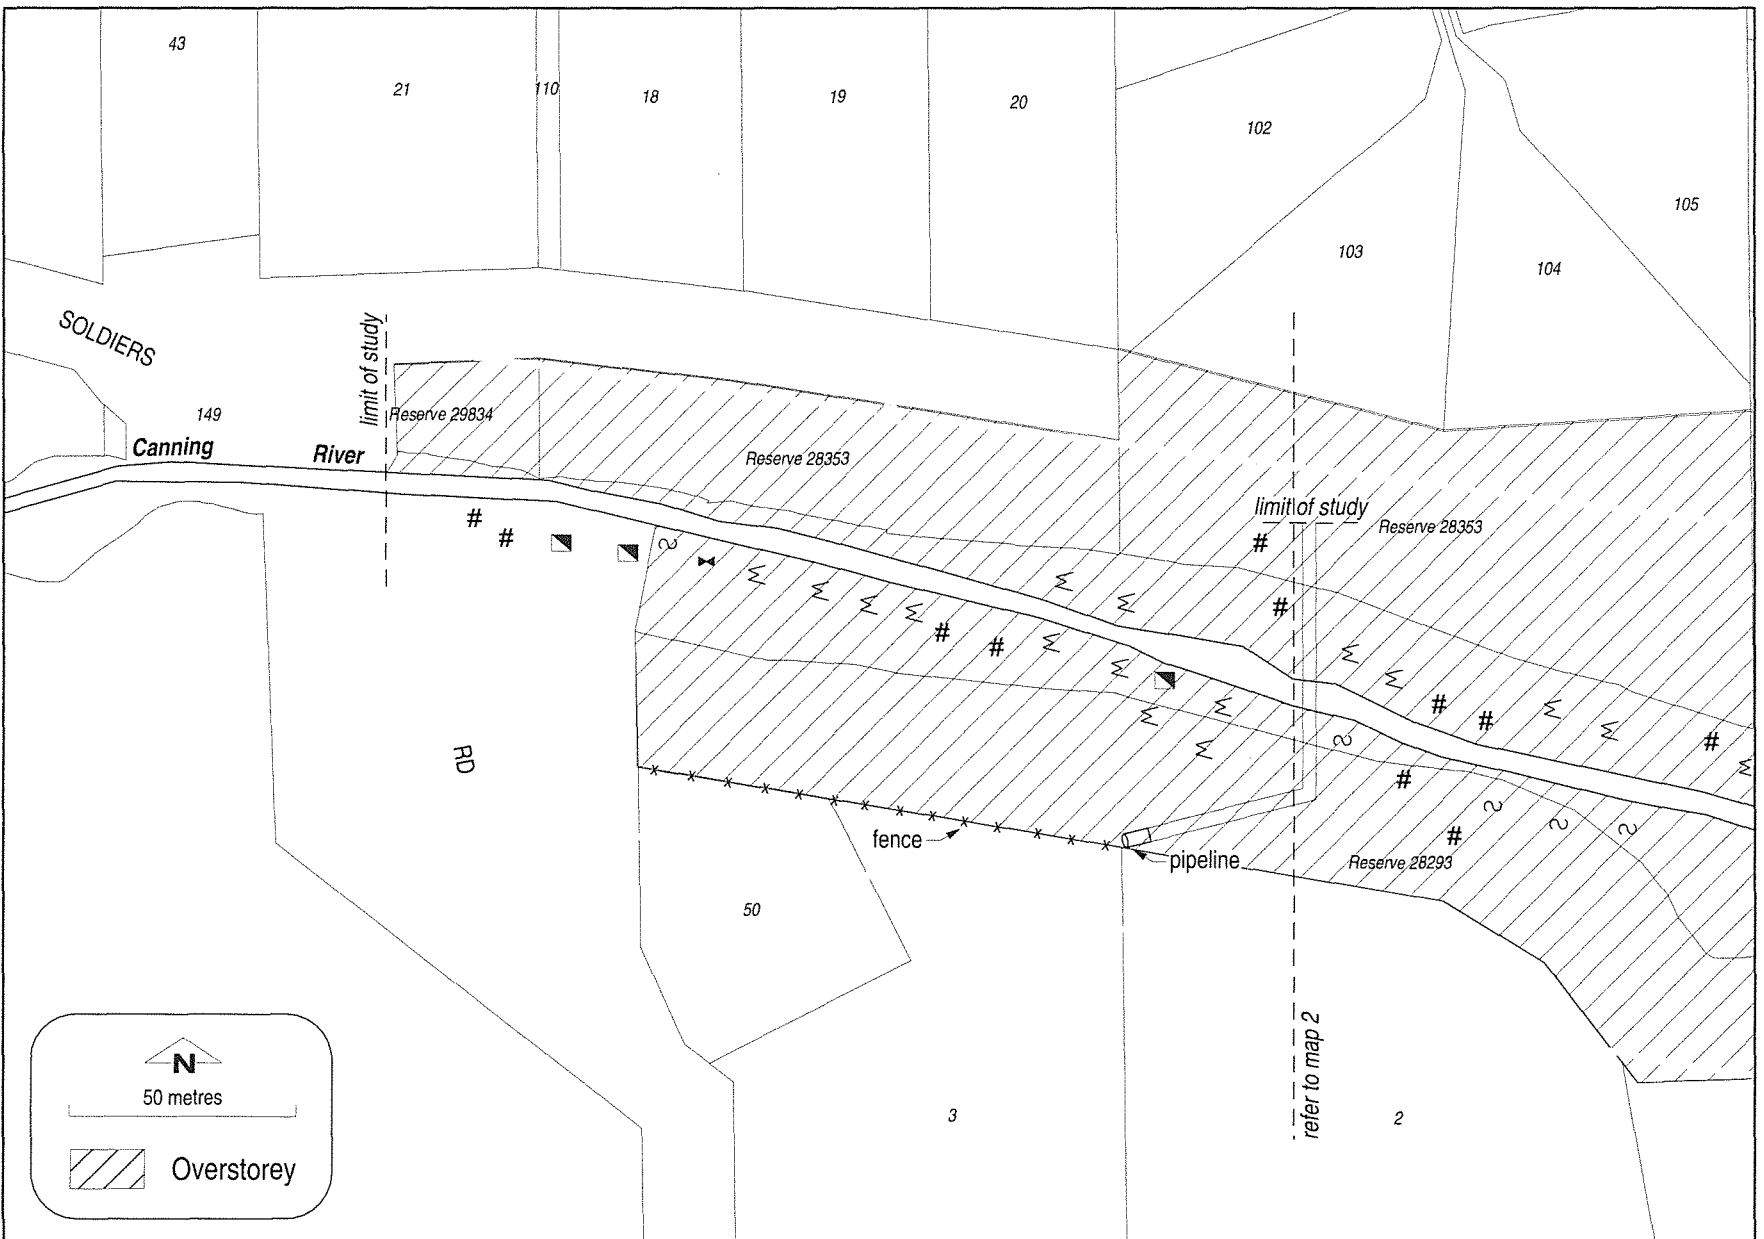 43
21
110
18
19
20
102
105
103
104
SOLDIERS
limit of study
149
Reserve 29834
Canning River
Reserve 28353
limit of study
Reserve 28353
RD
fence
pipeline
Reserve 28293
50
refer to map 2
N
50 metres
3
2
Overstorey